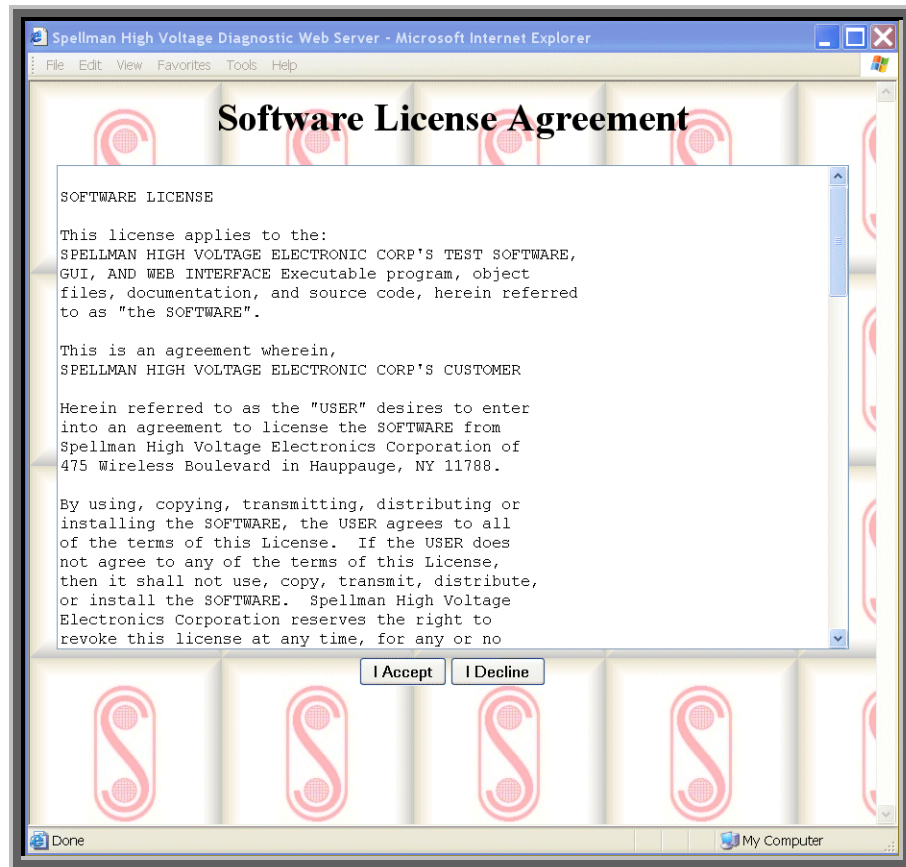 Spellman High Voltage Diagnostic Web Server - Microsoft Internet Explorer
File Edit View Favorites Tools Help
Software License Agreement
SOFTWARE LICENSE
This license applies to the:
SPELLMAN HIGH VOLTAGE ELECTRONIC CORP'S TEST SOFTWARE,
GUI, AND WEB INTERFACE Executable program, object
files, documentation, and source code, herein referred
to as "the SOFTWARE".
This is an agreement wherein,
SPELLMAN HIGH VOLTAGE ELECTRONIC CORP'S CUSTOMER
Herein referred to as the "USER" desires to enter
into an agreement to license the SOFTWARE from
Spellman High Voltage Electronics Corporation of
475 Wireless Boulevard in Hauppauge, NY 11788.
By using, copying, transmitting, distributing or
installing the SOFTWARE, the USER agrees to all
of the terms of this License.  If the USER does
not agree to any of the terms of this License,
then it shall not use, copy, transmit, distribute,
or install the SOFTWARE.  Spellman High Voltage
Electronics Corporation reserves the right to
revoke this license at any time, for any or no
I Accept I Decline
Done My Computer